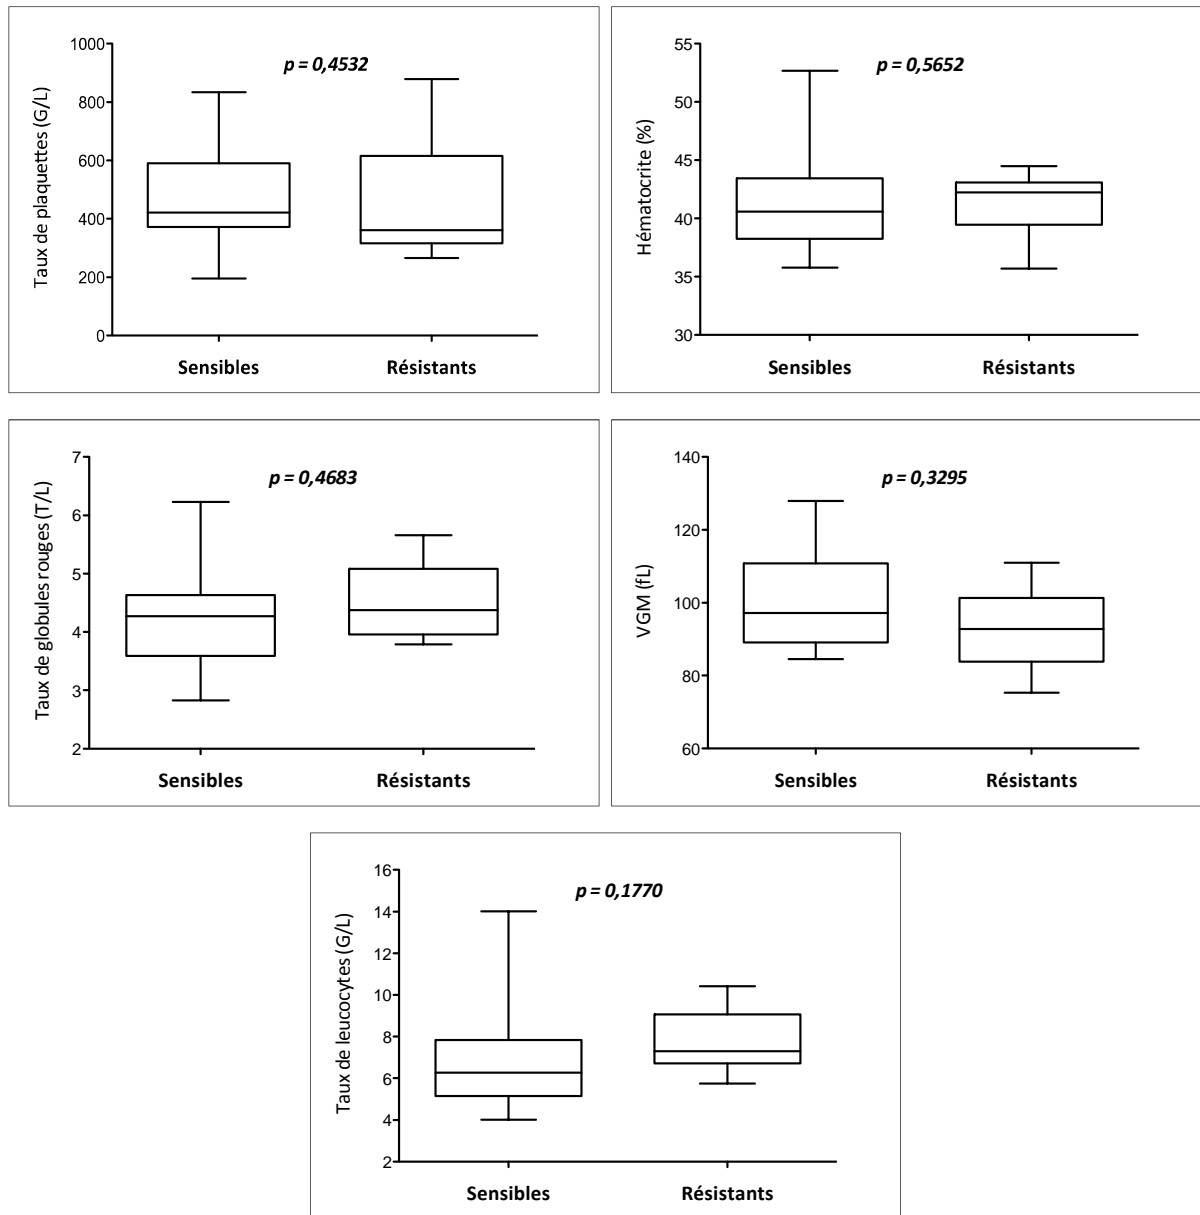 Taux de plaquettes (G/L)
1000
800
600
400
200
0
p = 0,4532
Sensibles
Résistants
Hématocrite (%)
55
50
45
40
35
30
p = 0,5652
Sensibles
Résistants
Taux de globules rouges (T/L)
7
6
5
4
3
2
p = 0,4683
Sensibles
Résistants
VGM (fL)
140
120
100
80
60
p = 0,3295
Sensibles
Résistants
Taux de leucocytes (G/L)
16
14
12
10
8
6
4
2
p = 0,1770
Sensibles
Résistants